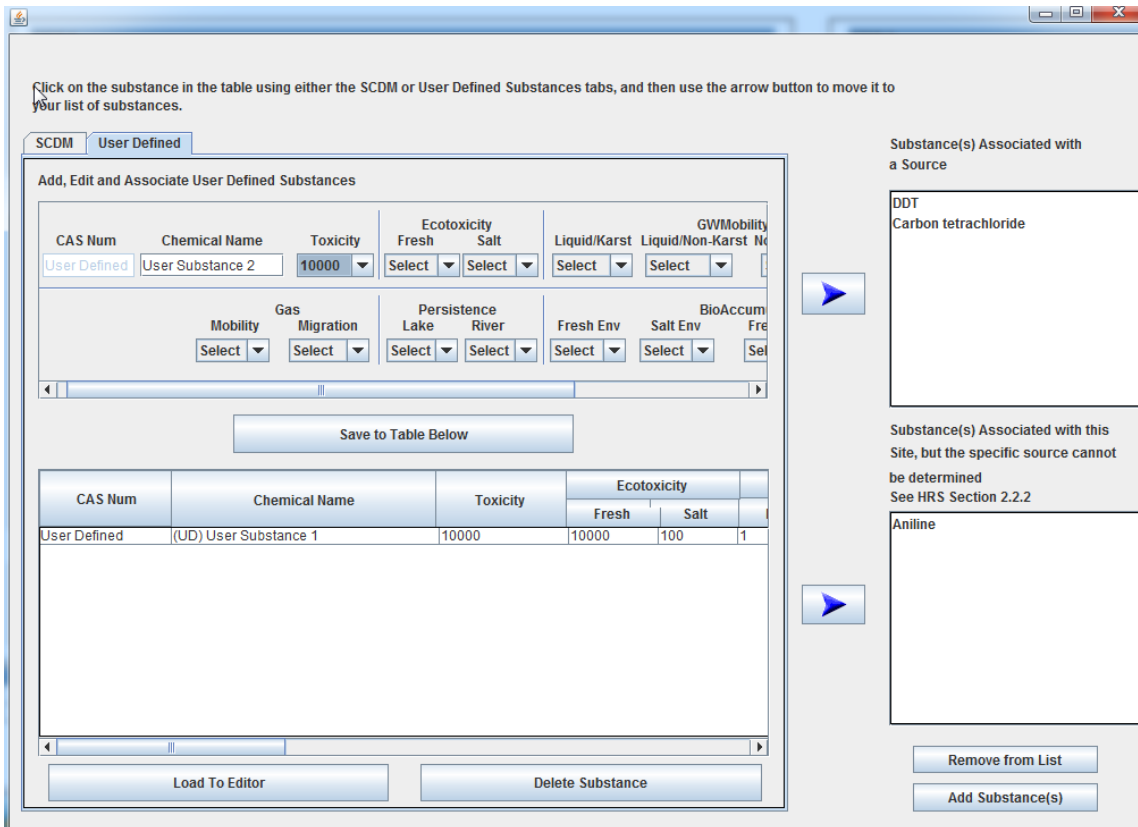 Click on the substance in the table using either the SCDM or User Defined Substances tabs, and then use the arrow button to move it to
your list of substances.
SCDM User Defined
Add, Edit and Associate User Defined Substances
Ecotoxicity GWMobility
CAS Num Chemical Name Toxicity Fresh Salt Liquid/Karst Liquid/Non-Karst
User Defined User Substance 2 10000 Select Select Select Select
Gas Persistence
Mobility Migration Lake River Fresh Env Salt Env
Select Select Select Select Select Select
Save to Table Below
CAS Num Chemical Name Toxicity Ecotoxicity
Fresh Salt
User Defined (UD) User Substance 1 10000 10000 100 1
Load To Editor Delete Substance
Substance(s) Associated with
a Source
DDT
Carbon tetrachloride
Substance(s) Associated with this
Site, but the specific source cannot
be determined
See HRS Section 2.2.2
Aniline
Remove from List
Add Substance(s)